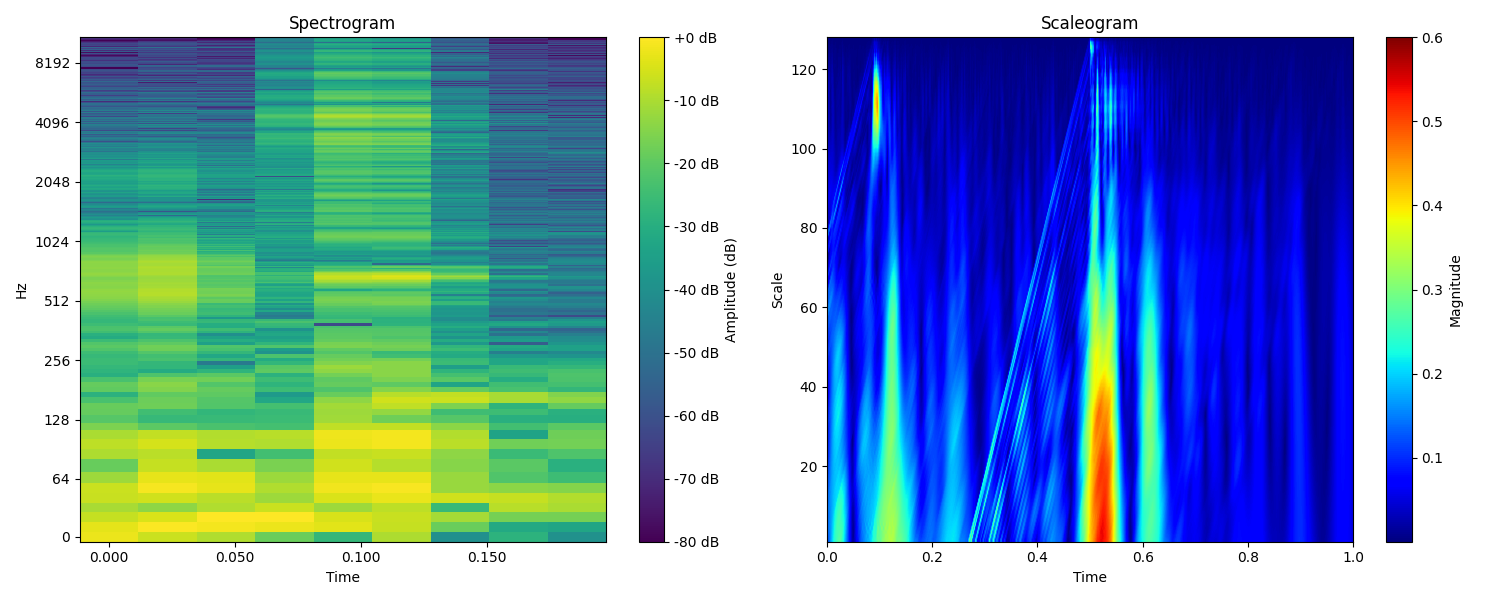 Spectrogram
Hz
8192
4096
2048
1024
512
256
128
64
0
0.000 0.050 0.100 0.150
Time
+0 dB
-10 dB
-20 dB
-30 dB
-40 dB
-50 dB
-60 dB
-70 dB
-80 dB
Amplitude (dB)
Scaleogram
Scale
120
100
80
60
40
20
0.0 0.2 0.4 0.6 0.8 1.0
Time
0.6
0.5
0.4
0.3
0.2
0.1
Magnitude